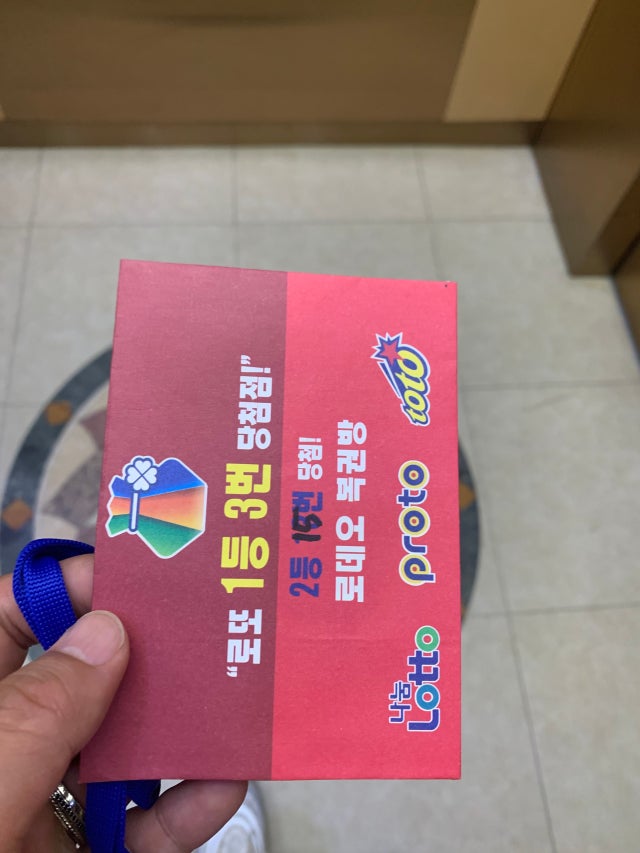 “로또 1등 3번 당첨점!”
2등 15번 당첨!
로데오 복권방
나눔 Lotto proto toto